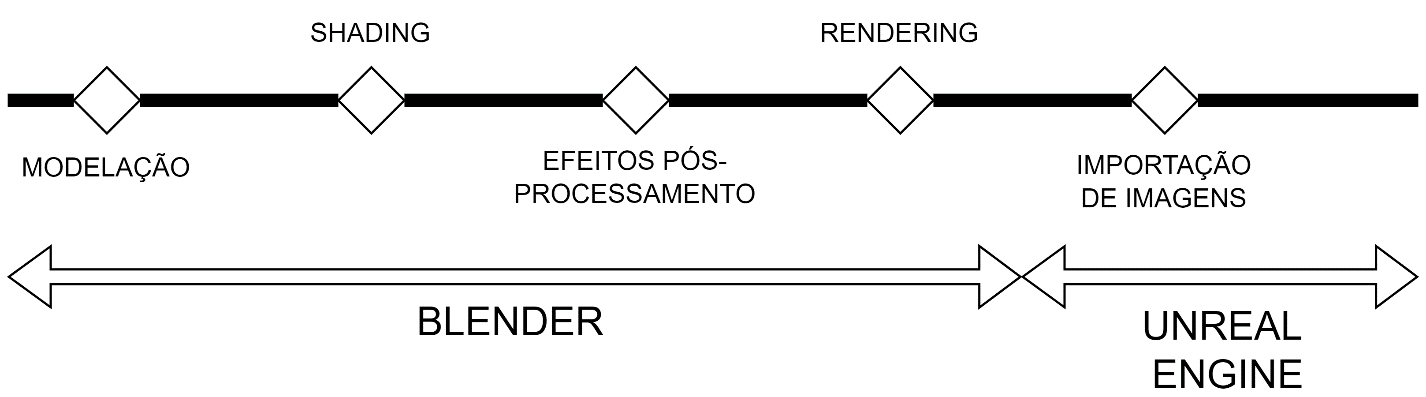 SHADING
RENDERING
MODELAÇÃO
EFEITOS PÓS-
PROCESSAMENTO
IMPORTAÇÃO
DE IMAGENS
BLENDER
UNREAL
ENGINE